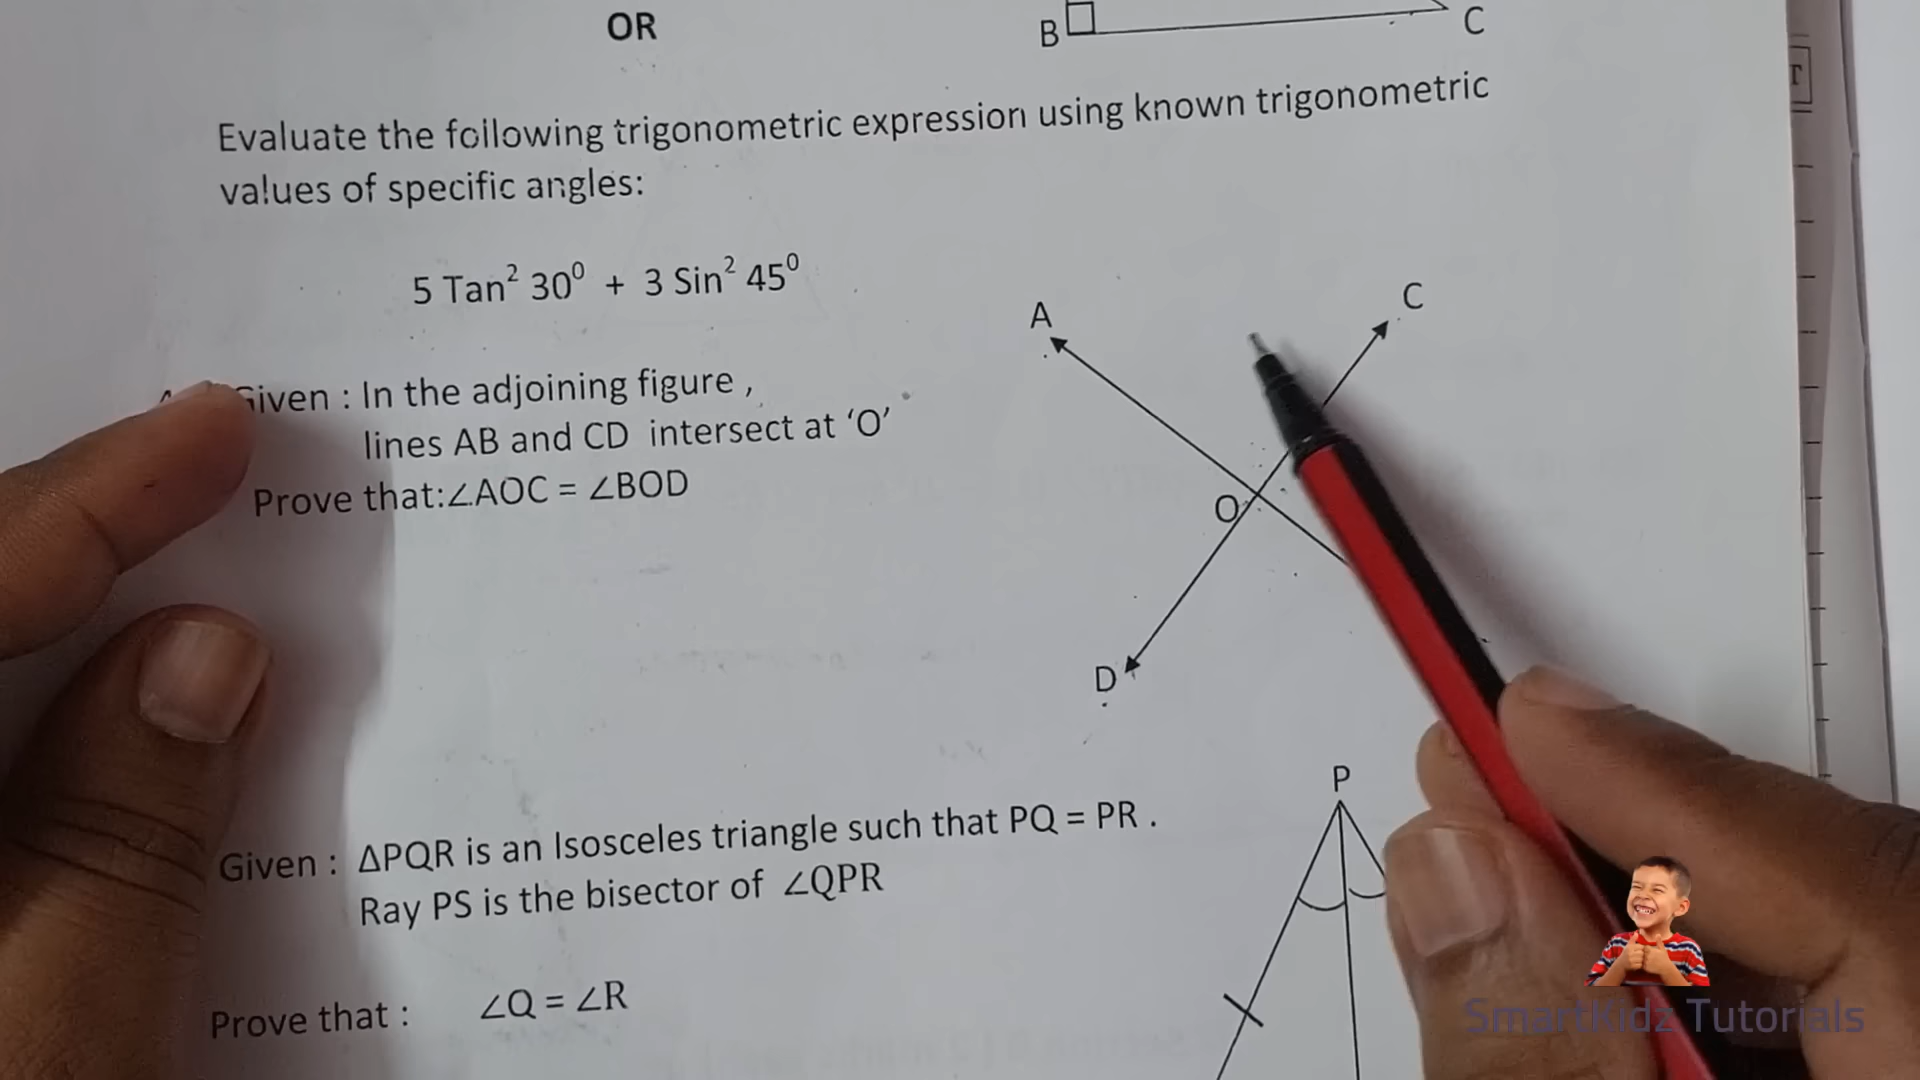 OR
B
C
Evaluate the following trigonometric expression using known trigonometric
values of specific angles:
5 Tan² 30⁰ + 3 Sin² 45⁰
A
C
Given : In the adjoining figure ,
lines AB and CD intersect at ‘O’
Prove that:∠AOC = ∠BOD
O
D
P
Given : ΔPQR is an Isosceles triangle such that PQ = PR .
Ray PS is the bisector of ∠QPR
Prove that : ∠Q = ∠R
SmartKidz Tutorials